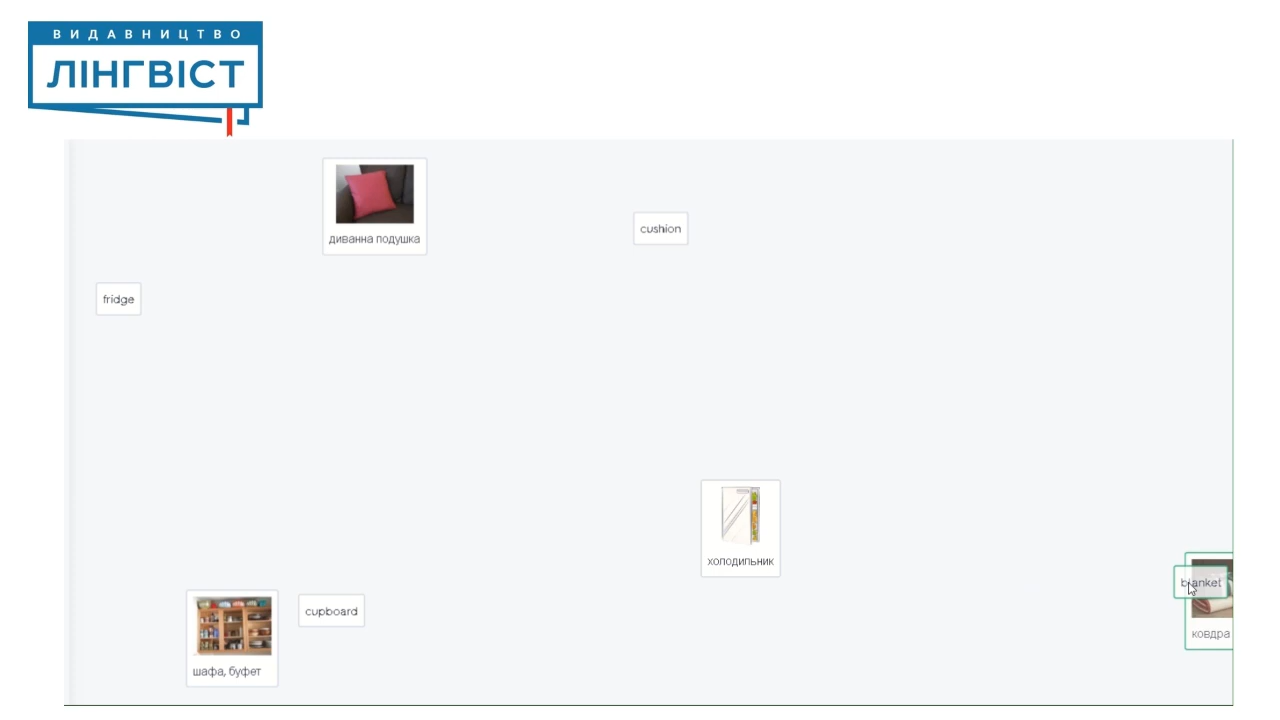 ВИДАВНИЦТВО
ЛІНГВІСТ
диванна подушка
cushion
fridge
холодильник
blanket
ковдра
cupboard
шафа, буфет